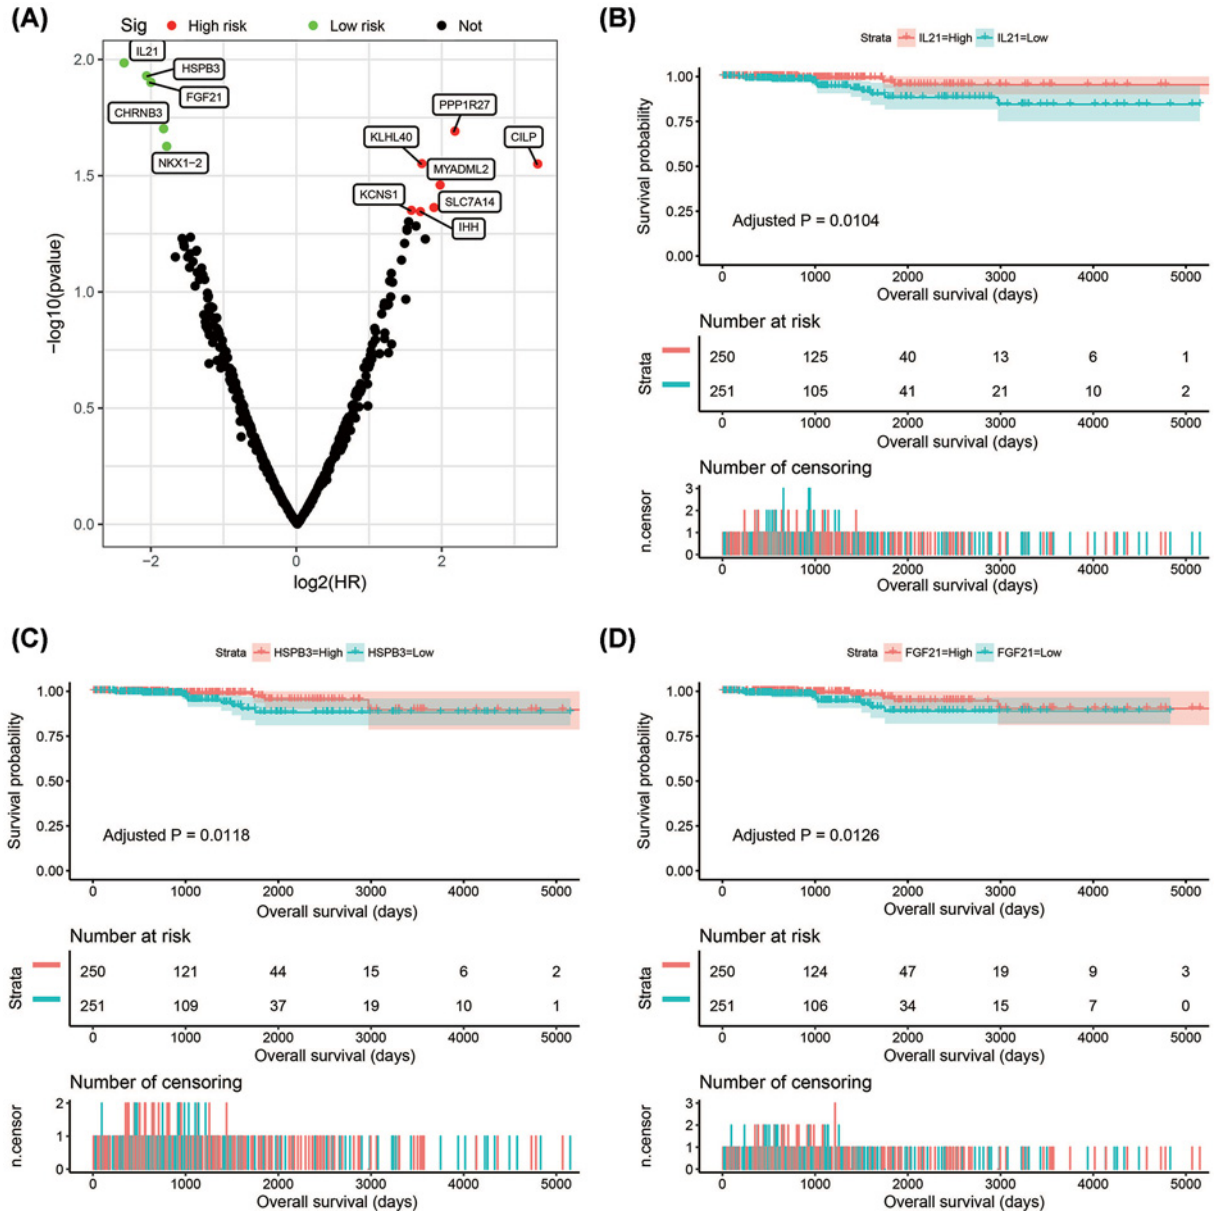 (A)
Sig High risk Low risk Not
2.0
1.5
1.0
0.5
0.0
−log10(pvalue)
IL21
HSPB3
FGF21
CHRNB3
NKX1−2
PPP1R27
KLHL40
CILP
MYADML2
KCNS1
SLC7A14
IHH
−2 0 2
log2(HR)
(B)
Strata IL21=High IL21=Low
Survival probability
1.00
0.75
0.50
0.25
0.00
Adjusted P = 0.0104
0 1000 2000 3000 4000 5000
Overall survival (days)
Number at risk
Strata
250 125 40 13 6 1
251 105 41 21 10 2
0 1000 2000 3000 4000 5000
Overall survival (days)
Number of censoring
n.censor
3
2
1
0
0 1000 2000 3000 4000 5000
Overall survival (days)
(C)
Strata HSPB3=High HSPB3=Low
Survival probability
1.00
0.75
0.50
0.25
0.00
Adjusted P = 0.0118
0 1000 2000 3000 4000 5000
Overall survival (days)
Number at risk
Strata
250 121 44 15 6 2
251 109 37 19 10 1
0 1000 2000 3000 4000 5000
Overall survival (days)
Number of censoring
n.censor
2
1
0
0 1000 2000 3000 4000 5000
Overall survival (days)
(D)
Strata FGF21=High FGF21=Low
Survival probability
1.00
0.75
0.50
0.25
0.00
Adjusted P = 0.0126
0 1000 2000 3000 4000 5000
Overall survival (days)
Number at risk
Strata
250 124 47 19 9 3
251 106 34 15 7 0
0 1000 2000 3000 4000 5000
Overall survival (days)
Number of censoring
n.censor
3
2
1
0
0 1000 2000 3000 4000 5000
Overall survival (days)